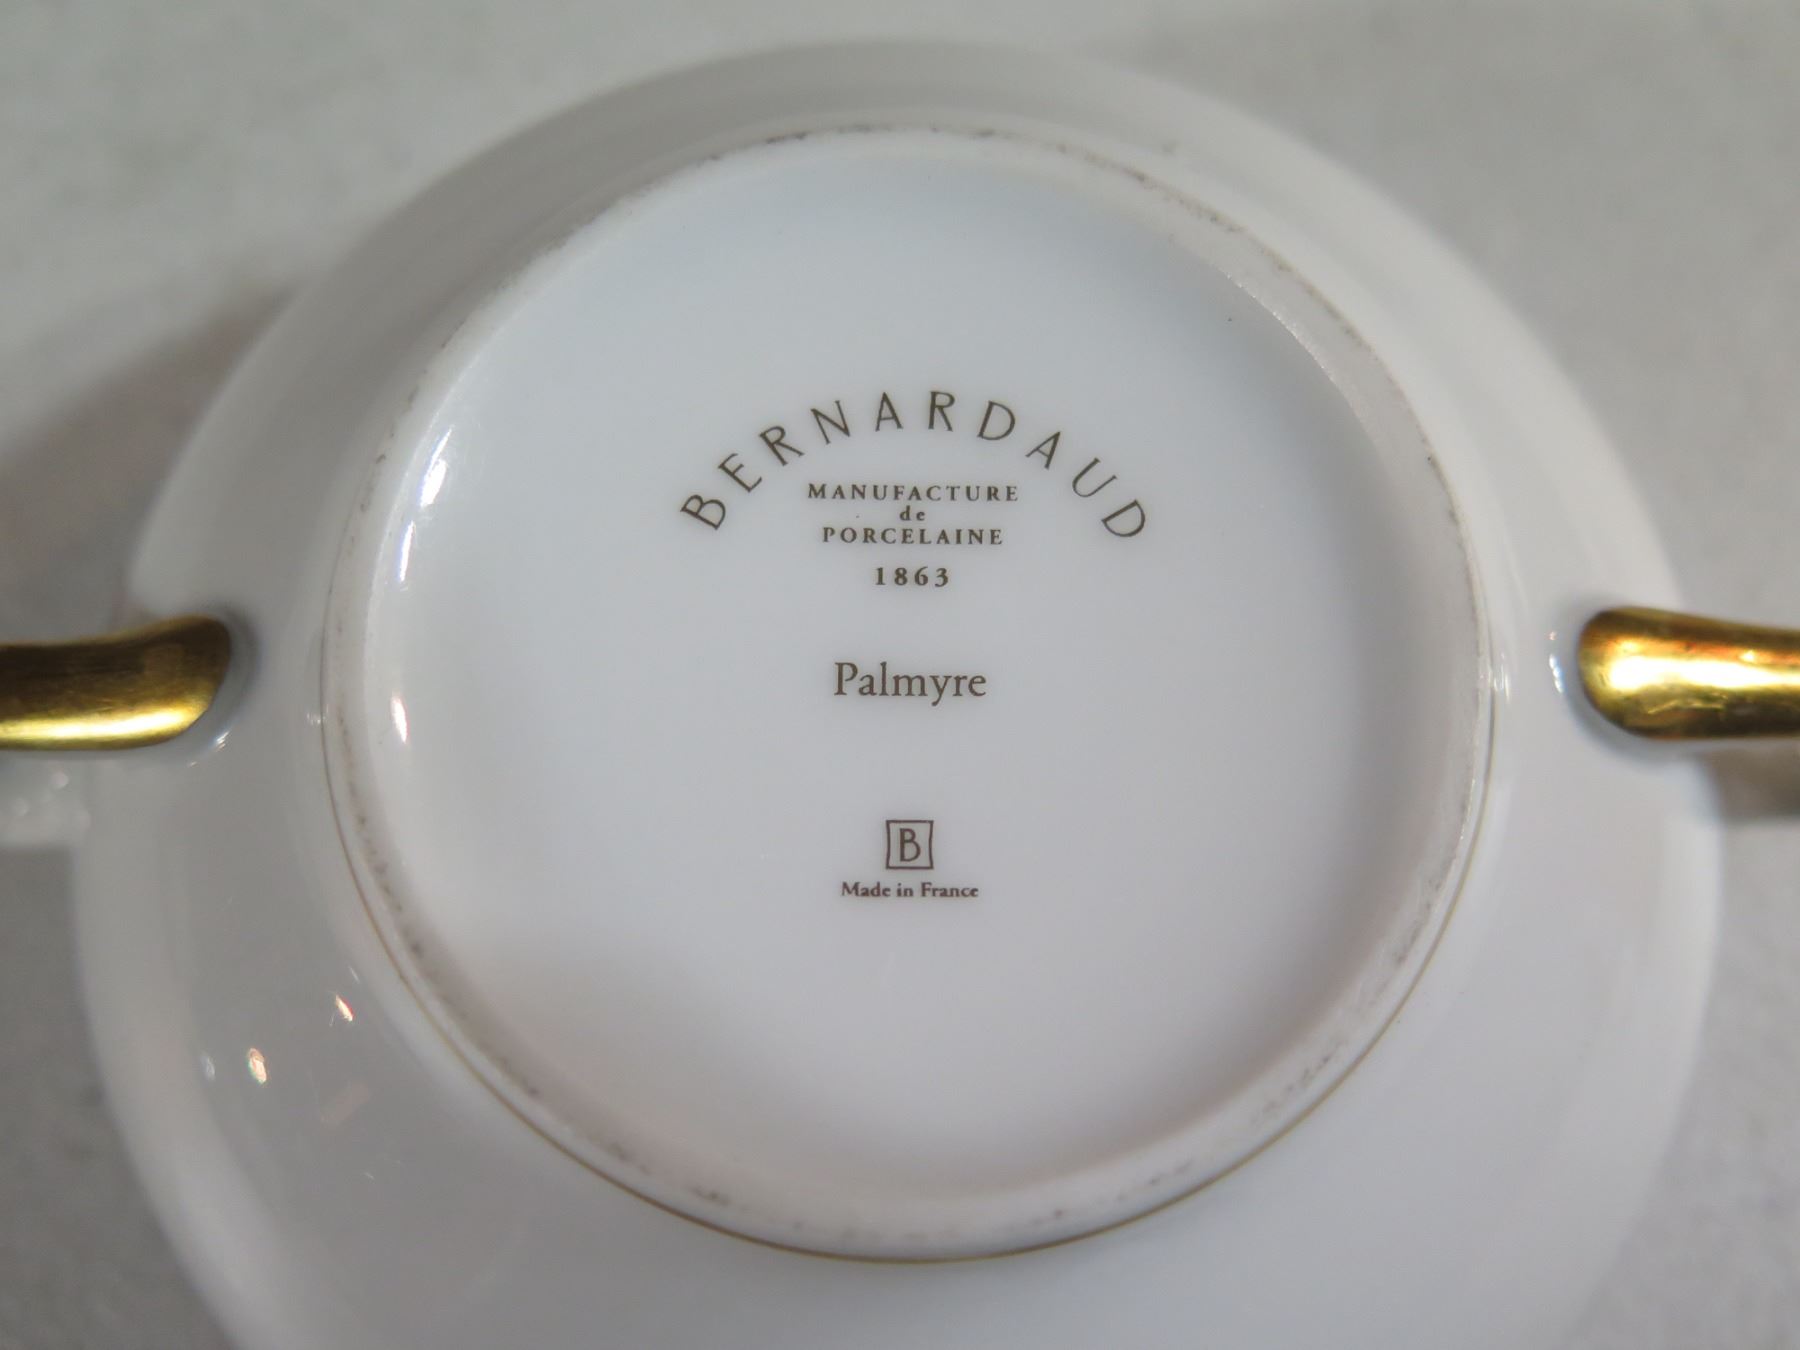 BERNARDAUD
MANUFACTURE
de
PORCELAINE
1863
Palmyre
B
Made in France